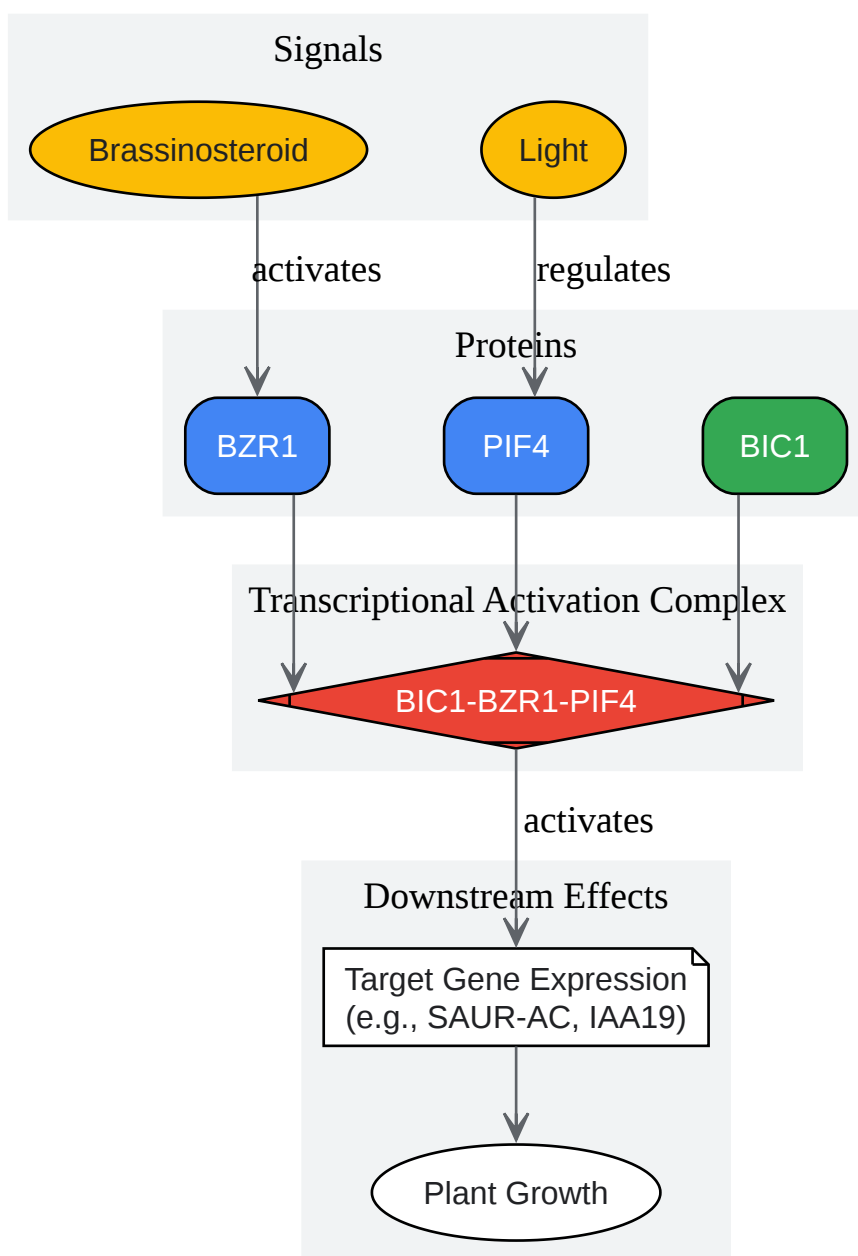 Signals
Brassinosteroid
Light
activates
regulates
Proteins
BZR1
PIF4
BIC1
Transcriptional Activation Complex
BIC1-BZR1-PIF4
activates
Downstream Effects
Target Gene Expression
(e.g., SAUR-AC, IAA19)
Plant Growth